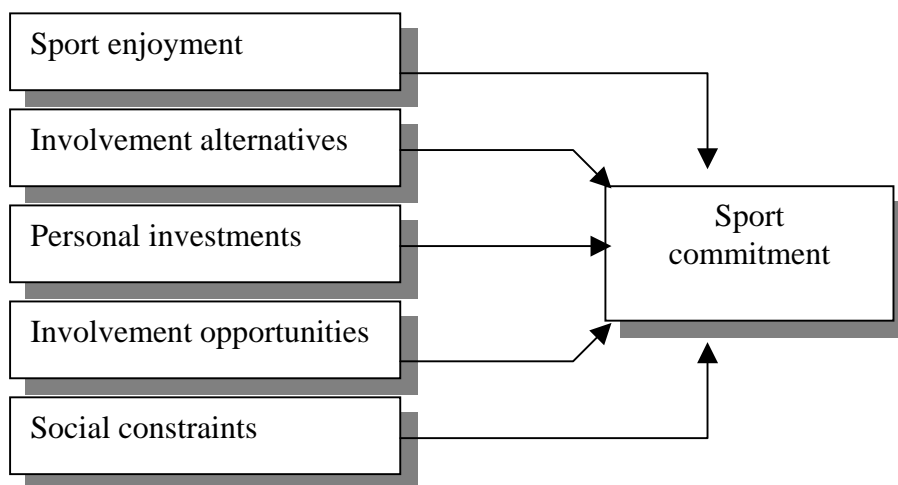 Sport enjoyment
Involvement alternatives
Personal investments
Involvement opportunities
Social constraints
Sport
commitment